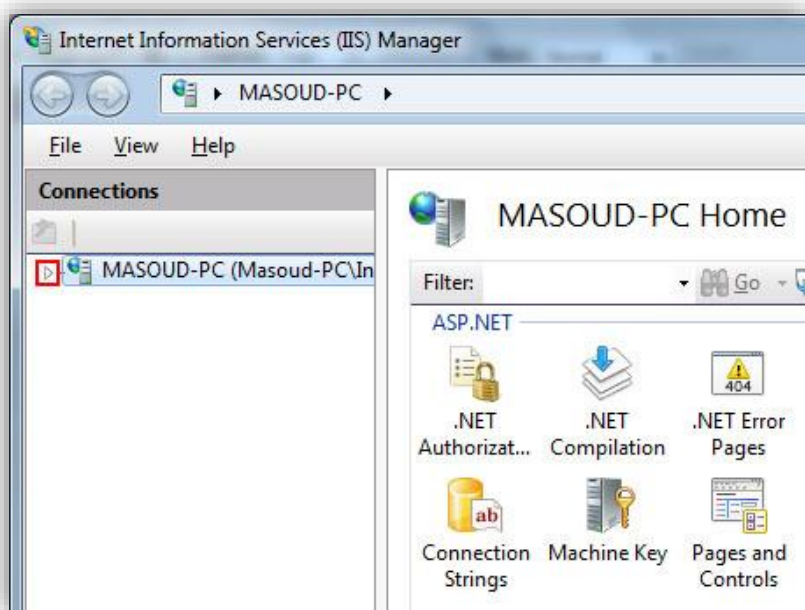 Internet Information Services (IIS) Manager
MASOUD-PC
File View Help
Connections
MASOUD-PC (Masoud-PC\In
MASOUD-PC Home
Filter: Go
ASP.NET
.NET Authorizat...
.NET Compilation
404
.NET Error Pages
ab
Connection Strings
Machine Key
Pages and Controls